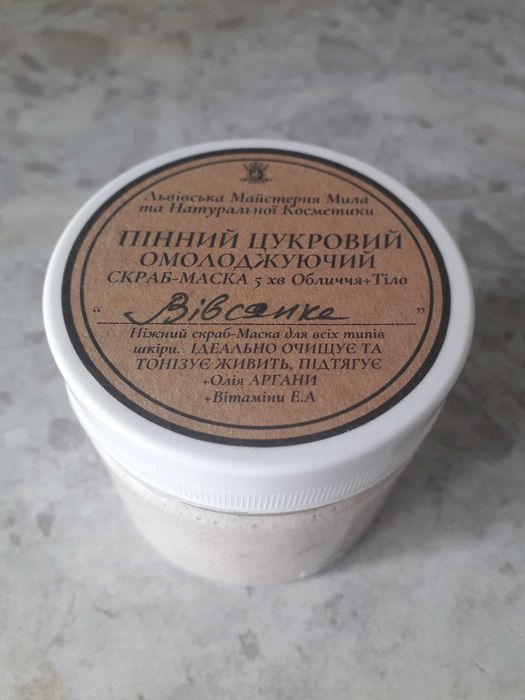 Львівська Майстерня Мила
та Натуральної Косметики
ПІННИЙ ЦУКРОВИЙ
ОМОЛОДЖУЮЧИЙ
СКРАБ-МАСКА 5 хв Обличчя+Тіло
“ Вівсянка ”
Ніжний скраб-Маска для всіх типів
шкіри. ІДЕАЛЬНО ОЧИЩУЄ ТА
ТОНІЗУЄ ЖИВИТЬ, ПІДТЯГУЄ
+Олія АРГАНИ
+Вітаміни Е.А